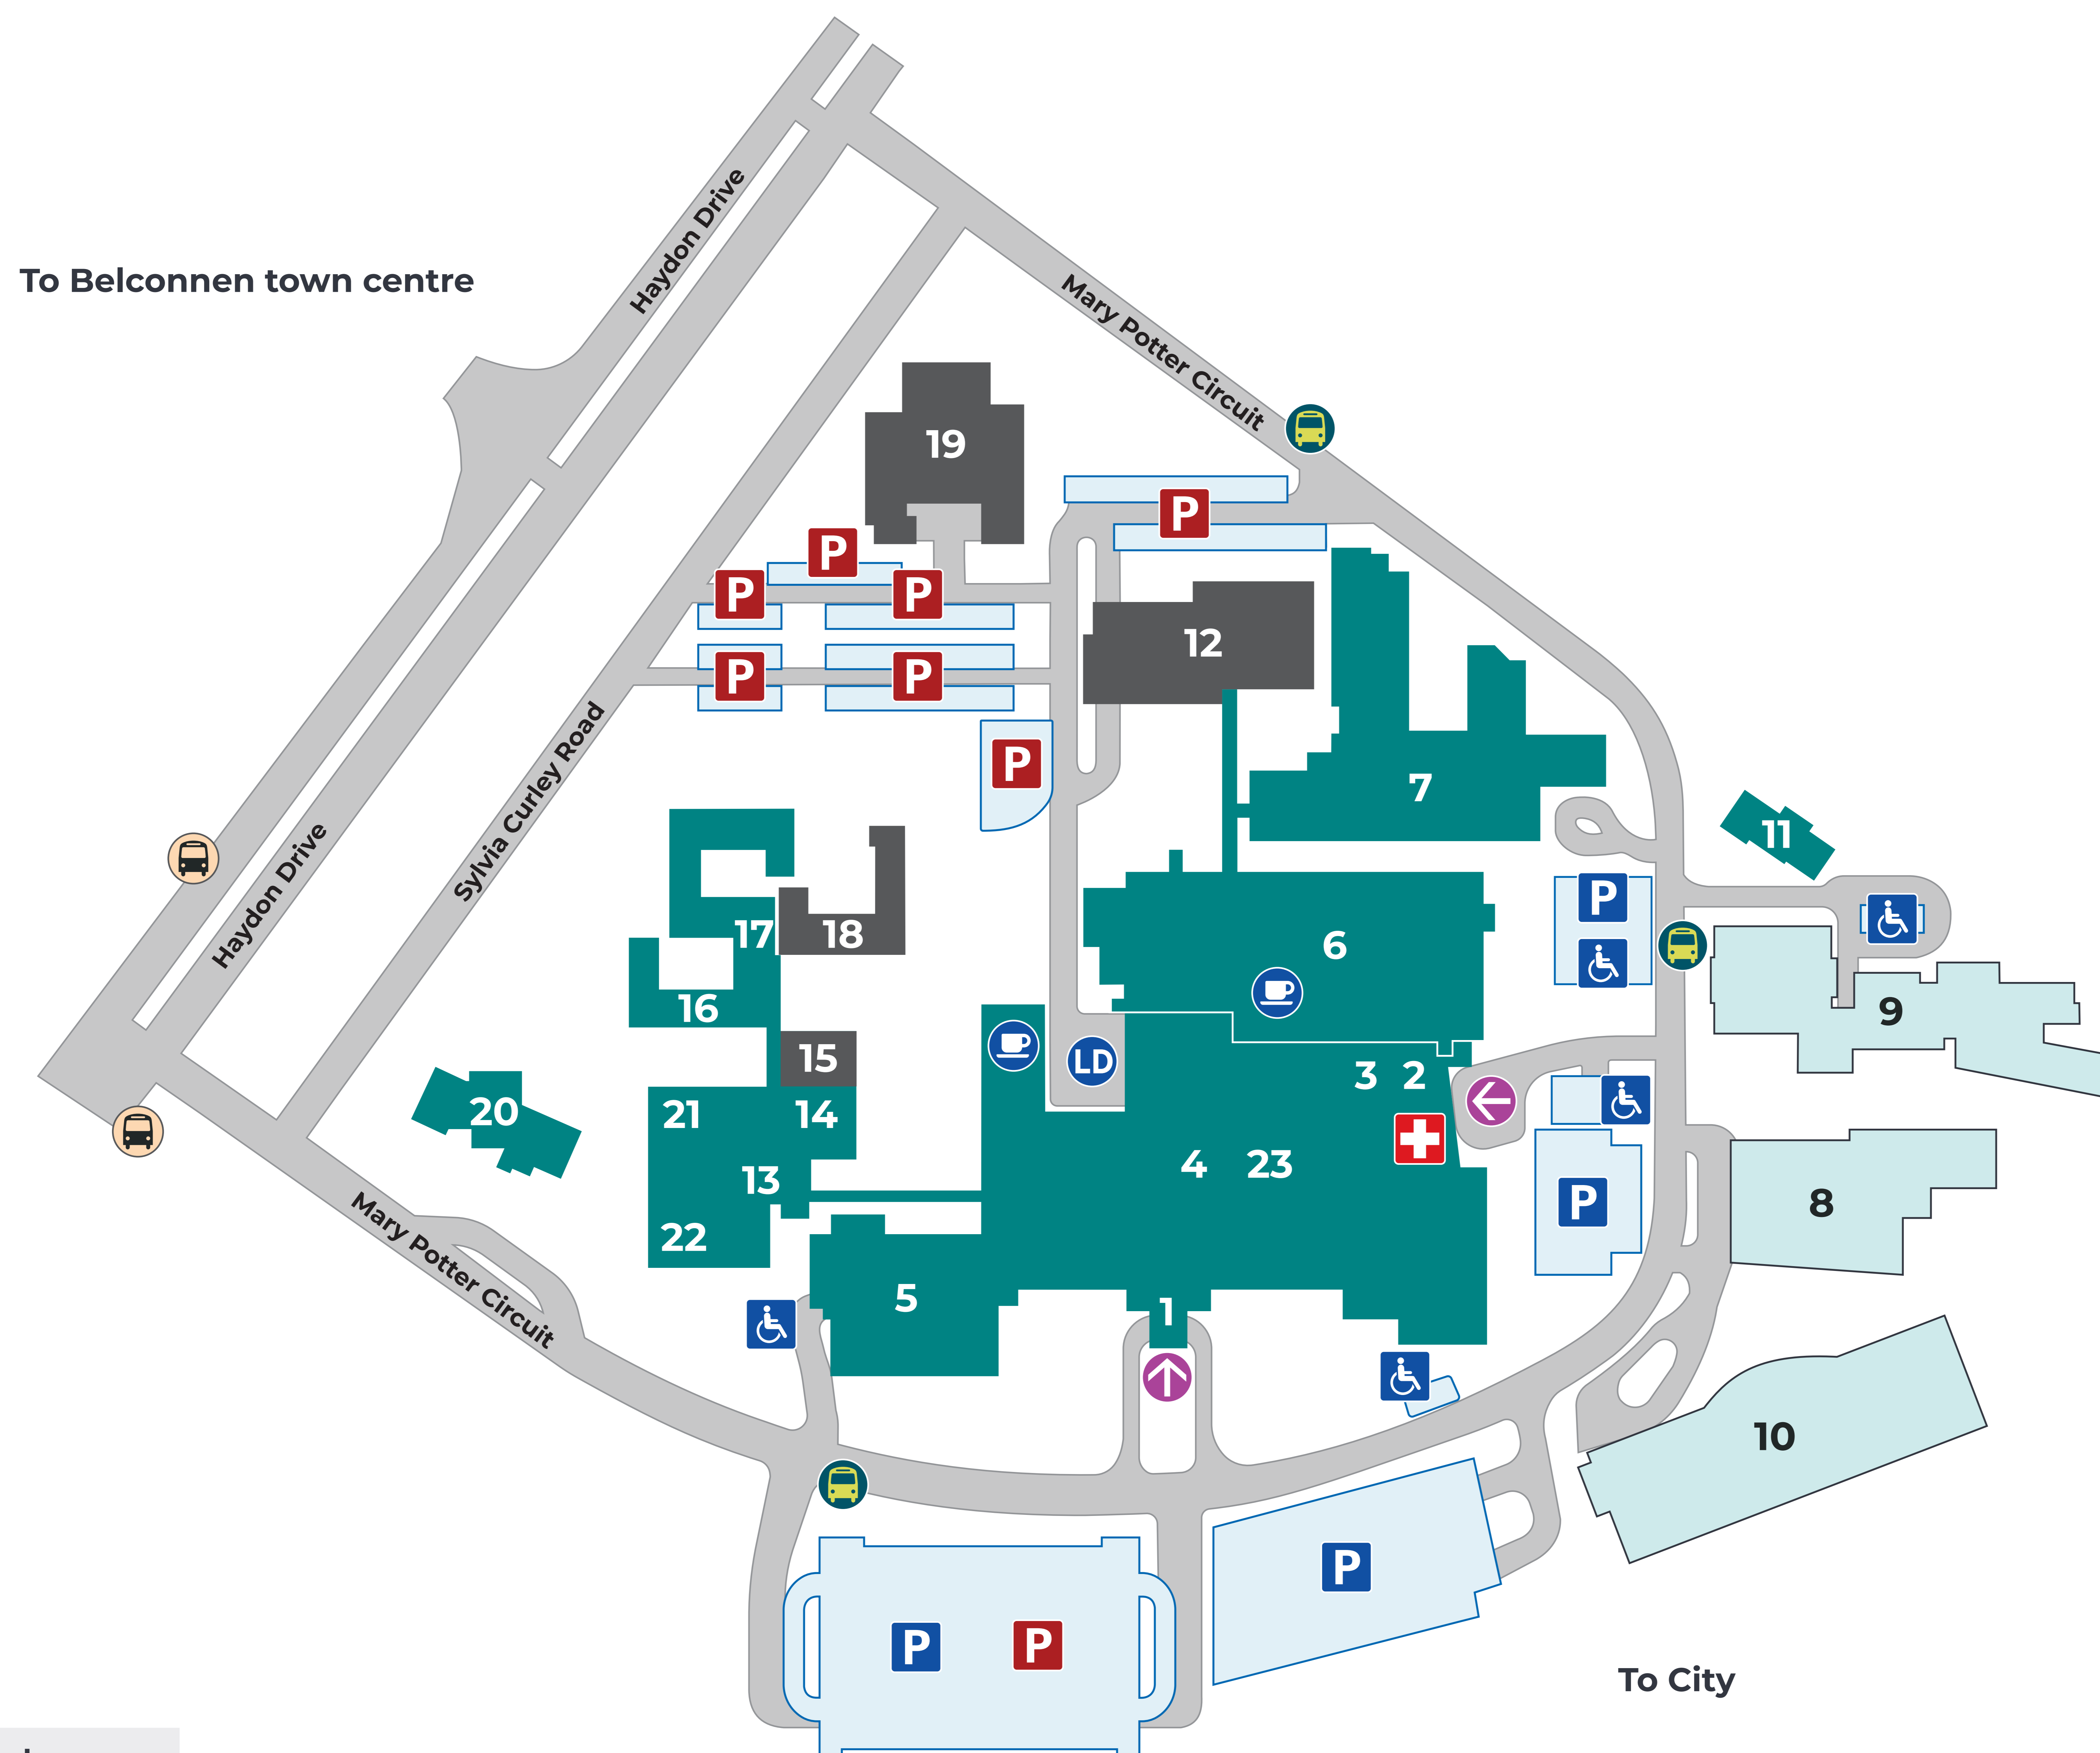 Haydon Drive
To Belconnen town centre
Mary Potter Circuit
19
P
P
P
P
12
P
P
Sylvia Curley Road
P
7
Haydon Drive
11
P
17
18
6
16
9
LD
15
3 2
20
21
14
4 23
13
P
8
22
Mary Potter Circuit
5
1
10
P
P
P
To City